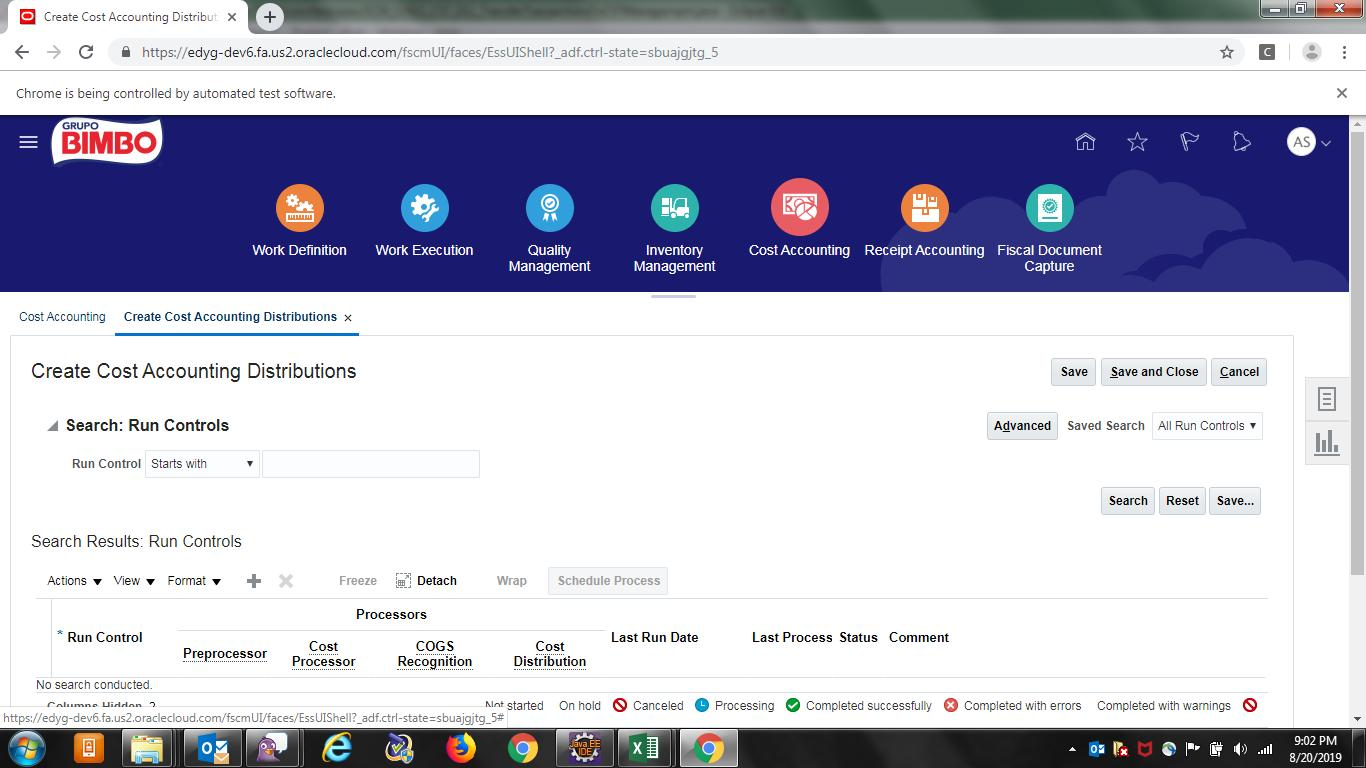 Create Cost Accounting Distribut
https://edyg-dev6.fa.us2.oraclecloud.com/fscmUI/faces/EssUIShell?_adf.ctrl-state=sbuajgjtg_5
C
Chrome is being controlled by automated test software.
GRUPO
BIMBO
AS
Work Definition
Work Execution
Quality
Management
Inventory
Management
Cost Accounting
Receipt Accounting
Fiscal Document
Capture
Cost Accounting
Create Cost Accounting Distributions
Create Cost Accounting Distributions
Save
Save and Close
Cancel
Search: Run Controls
Advanced
Saved Search
All Run Controls
Run Control
Starts with
Search
Reset
Save...
Search Results: Run Controls
Actions
View
Format
Freeze
Detach
Wrap
Schedule Process
* Run Control
Processors
Preprocessor
Cost
Processor
COGS
Recognition
Cost
Distribution
Last Run Date
Last Process
Status
Comment
No search conducted.
Columns Hidden 2
Not started
On hold
Canceled
Processing
Completed successfully
Completed with errors
Completed with warnings
https://edyg-dev6.fa.us2.oraclecloud.com/fscmUI/faces/EssUIShell?_adf.ctrl-state=sbuajgjtg_5#
Java EE
IDE
9:02 PM
8/20/2019